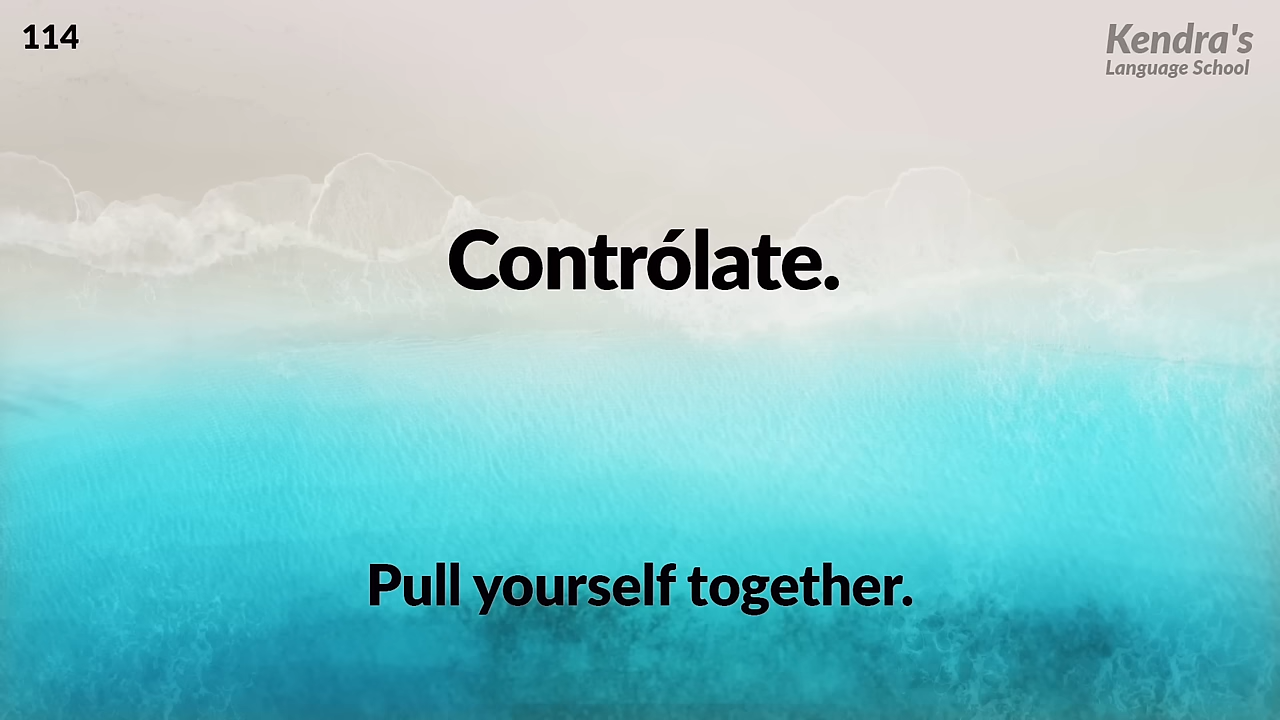 114
Kendra's
Language School
Contrólate.
Pull yourself together.